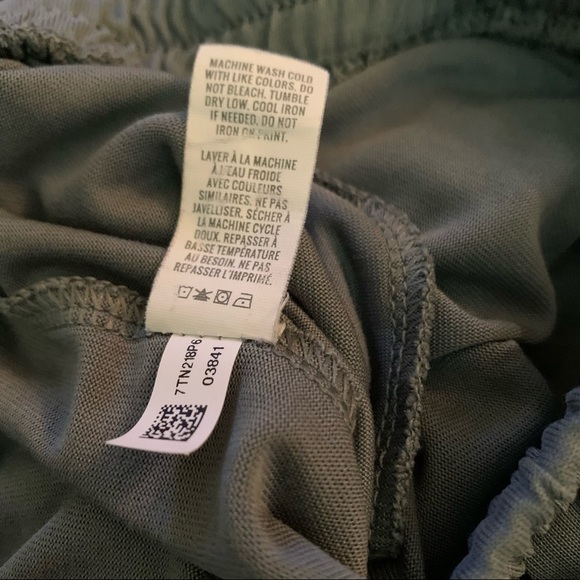 MACHINE WASH COLD
WITH LIKE COLORS. DO
NOT BLEACH. TUMBLE
DRY LOW. COOL IRON
IF NEEDED. DO NOT
IRON ON PRINT.
LAVER À LA MACHINE
À L'EAU FROIDE
AVEC COULEURS
SIMILAIRES. NE PAS
JAVELLISER. SÉCHER À
LA MACHINE CYCLE
DOUX. REPASSER À
BASSE TEMPÉRATURE
AU BESOIN. NE PAS
REPASSER L'IMPRIMÉ.
7TN218P6
03841